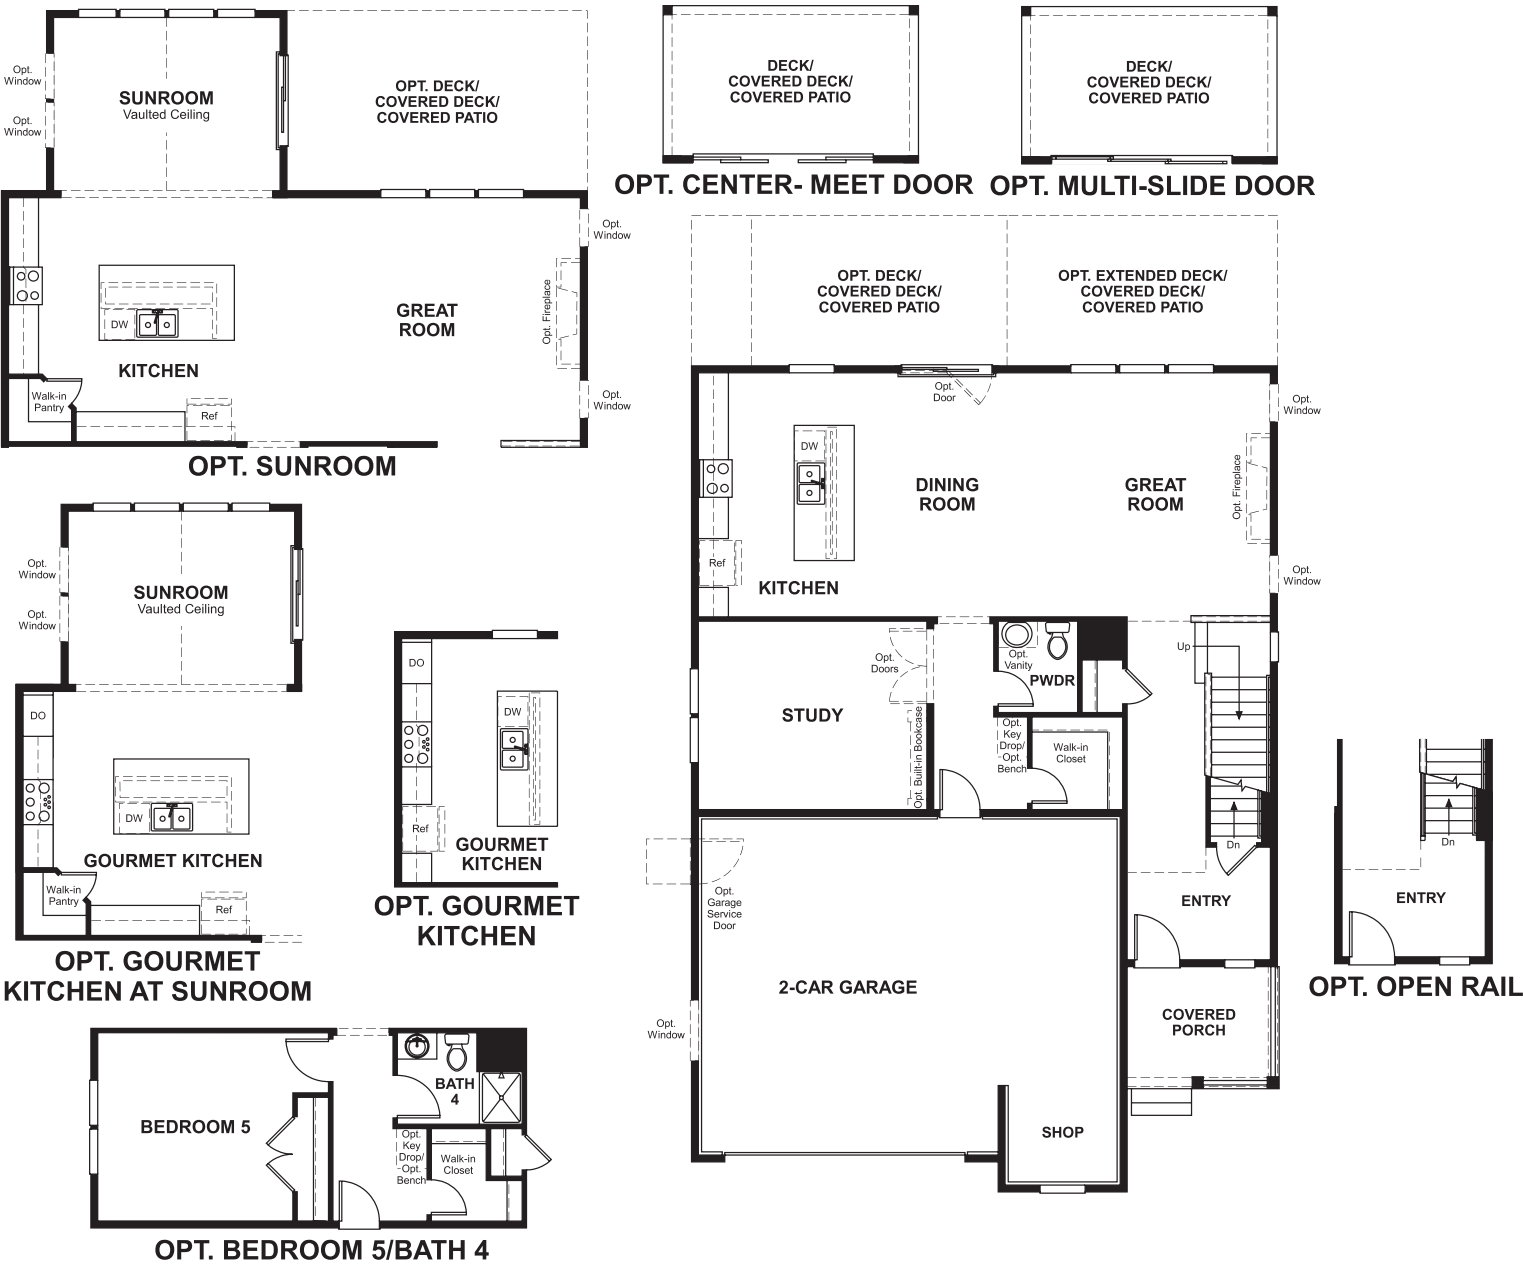 Opt.
Window
Opt.
Window
SUNROOM
Vaulted Ceiling
OPT. DECK/
COVERED DECK/
COVERED PATIO
Opt.
Window
DW
KITCHEN
GREAT
ROOM
Opt. Fireplace
Walk-in
Pantry
Ref
Opt.
Window
OPT. SUNROOM
DECK/
COVERED DECK/
COVERED PATIO
OPT. CENTER- MEET DOOR
DECK/
COVERED DECK/
COVERED PATIO
OPT. MULTI-SLIDE DOOR
Opt.
Window
Opt.
Window
SUNROOM
Vaulted Ceiling
DO
DW
GOURMET KITCHEN
Walk-in
Pantry
Ref
OPT. GOURMET
KITCHEN AT SUNROOM
DO
DW
Ref
GOURMET
KITCHEN
OPT. GOURMET
KITCHEN
BEDROOM 5
BATH
4
Opt.
Key
Drop/
Opt.
Bench
Walk-in
Closet
OPT. BEDROOM 5/BATH 4
OPT. DECK/
COVERED DECK/
COVERED PATIO
OPT. EXTENDED DECK/
COVERED DECK/
COVERED PATIO
Opt.
Door
Opt.
Window
DW
DINING
ROOM
GREAT
ROOM
Opt. Fireplace
Ref
KITCHEN
Opt.
Window
Opt.
Doors
Opt.
Vanity
PWDR
Up
STUDY
Opt. Built-in Bookcase
Opt.
Key
Drop/
Opt.
Bench
Walk-in
Closet
Dn
Opt.
Garage
Service
Door
ENTRY
2-CAR GARAGE
Opt.
Window
COVERED
PORCH
SHOP
Dn
ENTRY
OPT. OPEN RAIL